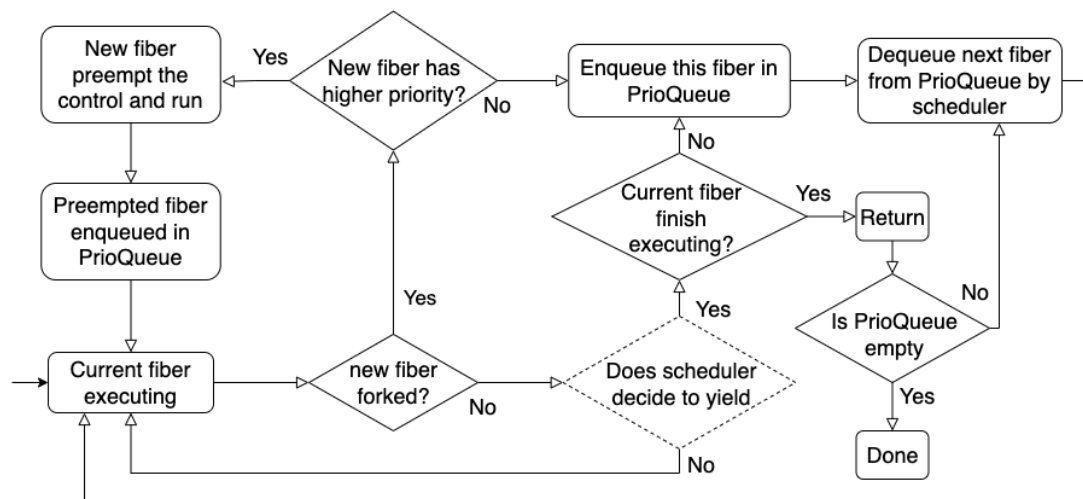 New fiber
preempt the
control and run
Yes
New fiber has
higher priority?
No
Enqueue this fiber in
PrioQueue
Dequeue next fiber
from PrioQueue by
scheduler
No
Preempted fiber
enqueued in
PrioQueue
Current fiber
finish
executing?
Yes
Return
Yes
Yes
No
Is PrioQueue
empty
Current fiber
executing
new fiber
forked?
No
Does scheduler
decide to yield
Yes
No
Done